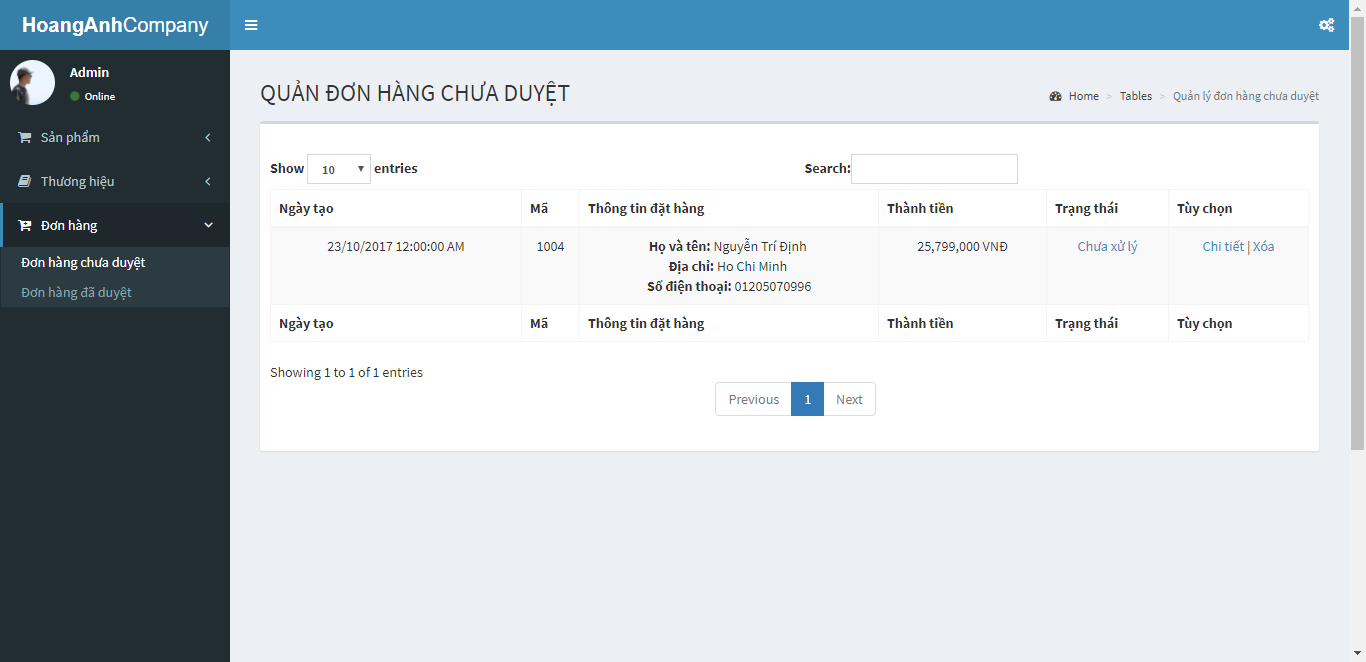 HoangAnhCompany
Admin
Online
Sản phẩm
Thương hiệu
Đơn hàng
Đơn hàng chưa duyệt
Đơn hàng đã duyệt
QUẢN ĐƠN HÀNG CHƯA DUYỆT
Home > Tables > Quản lý đơn hàng chưa duyệt
Show 10 entries Search:
Ngày tạo Mã Thông tin đặt hàng Thành tiền Trạng thái Tùy chọn
23/10/2017 12:00:00 AM 1004 Họ và tên: Nguyễn Trí Định 25,799,000 VNĐ Chưa xử lý Chi tiết | Xóa
Địa chỉ: Ho Chi Minh
Số điện thoại: 01205070996
Ngày tạo Mã Thông tin đặt hàng Thành tiền Trạng thái Tùy chọn
Showing 1 to 1 of 1 entries
Previous 1 Next